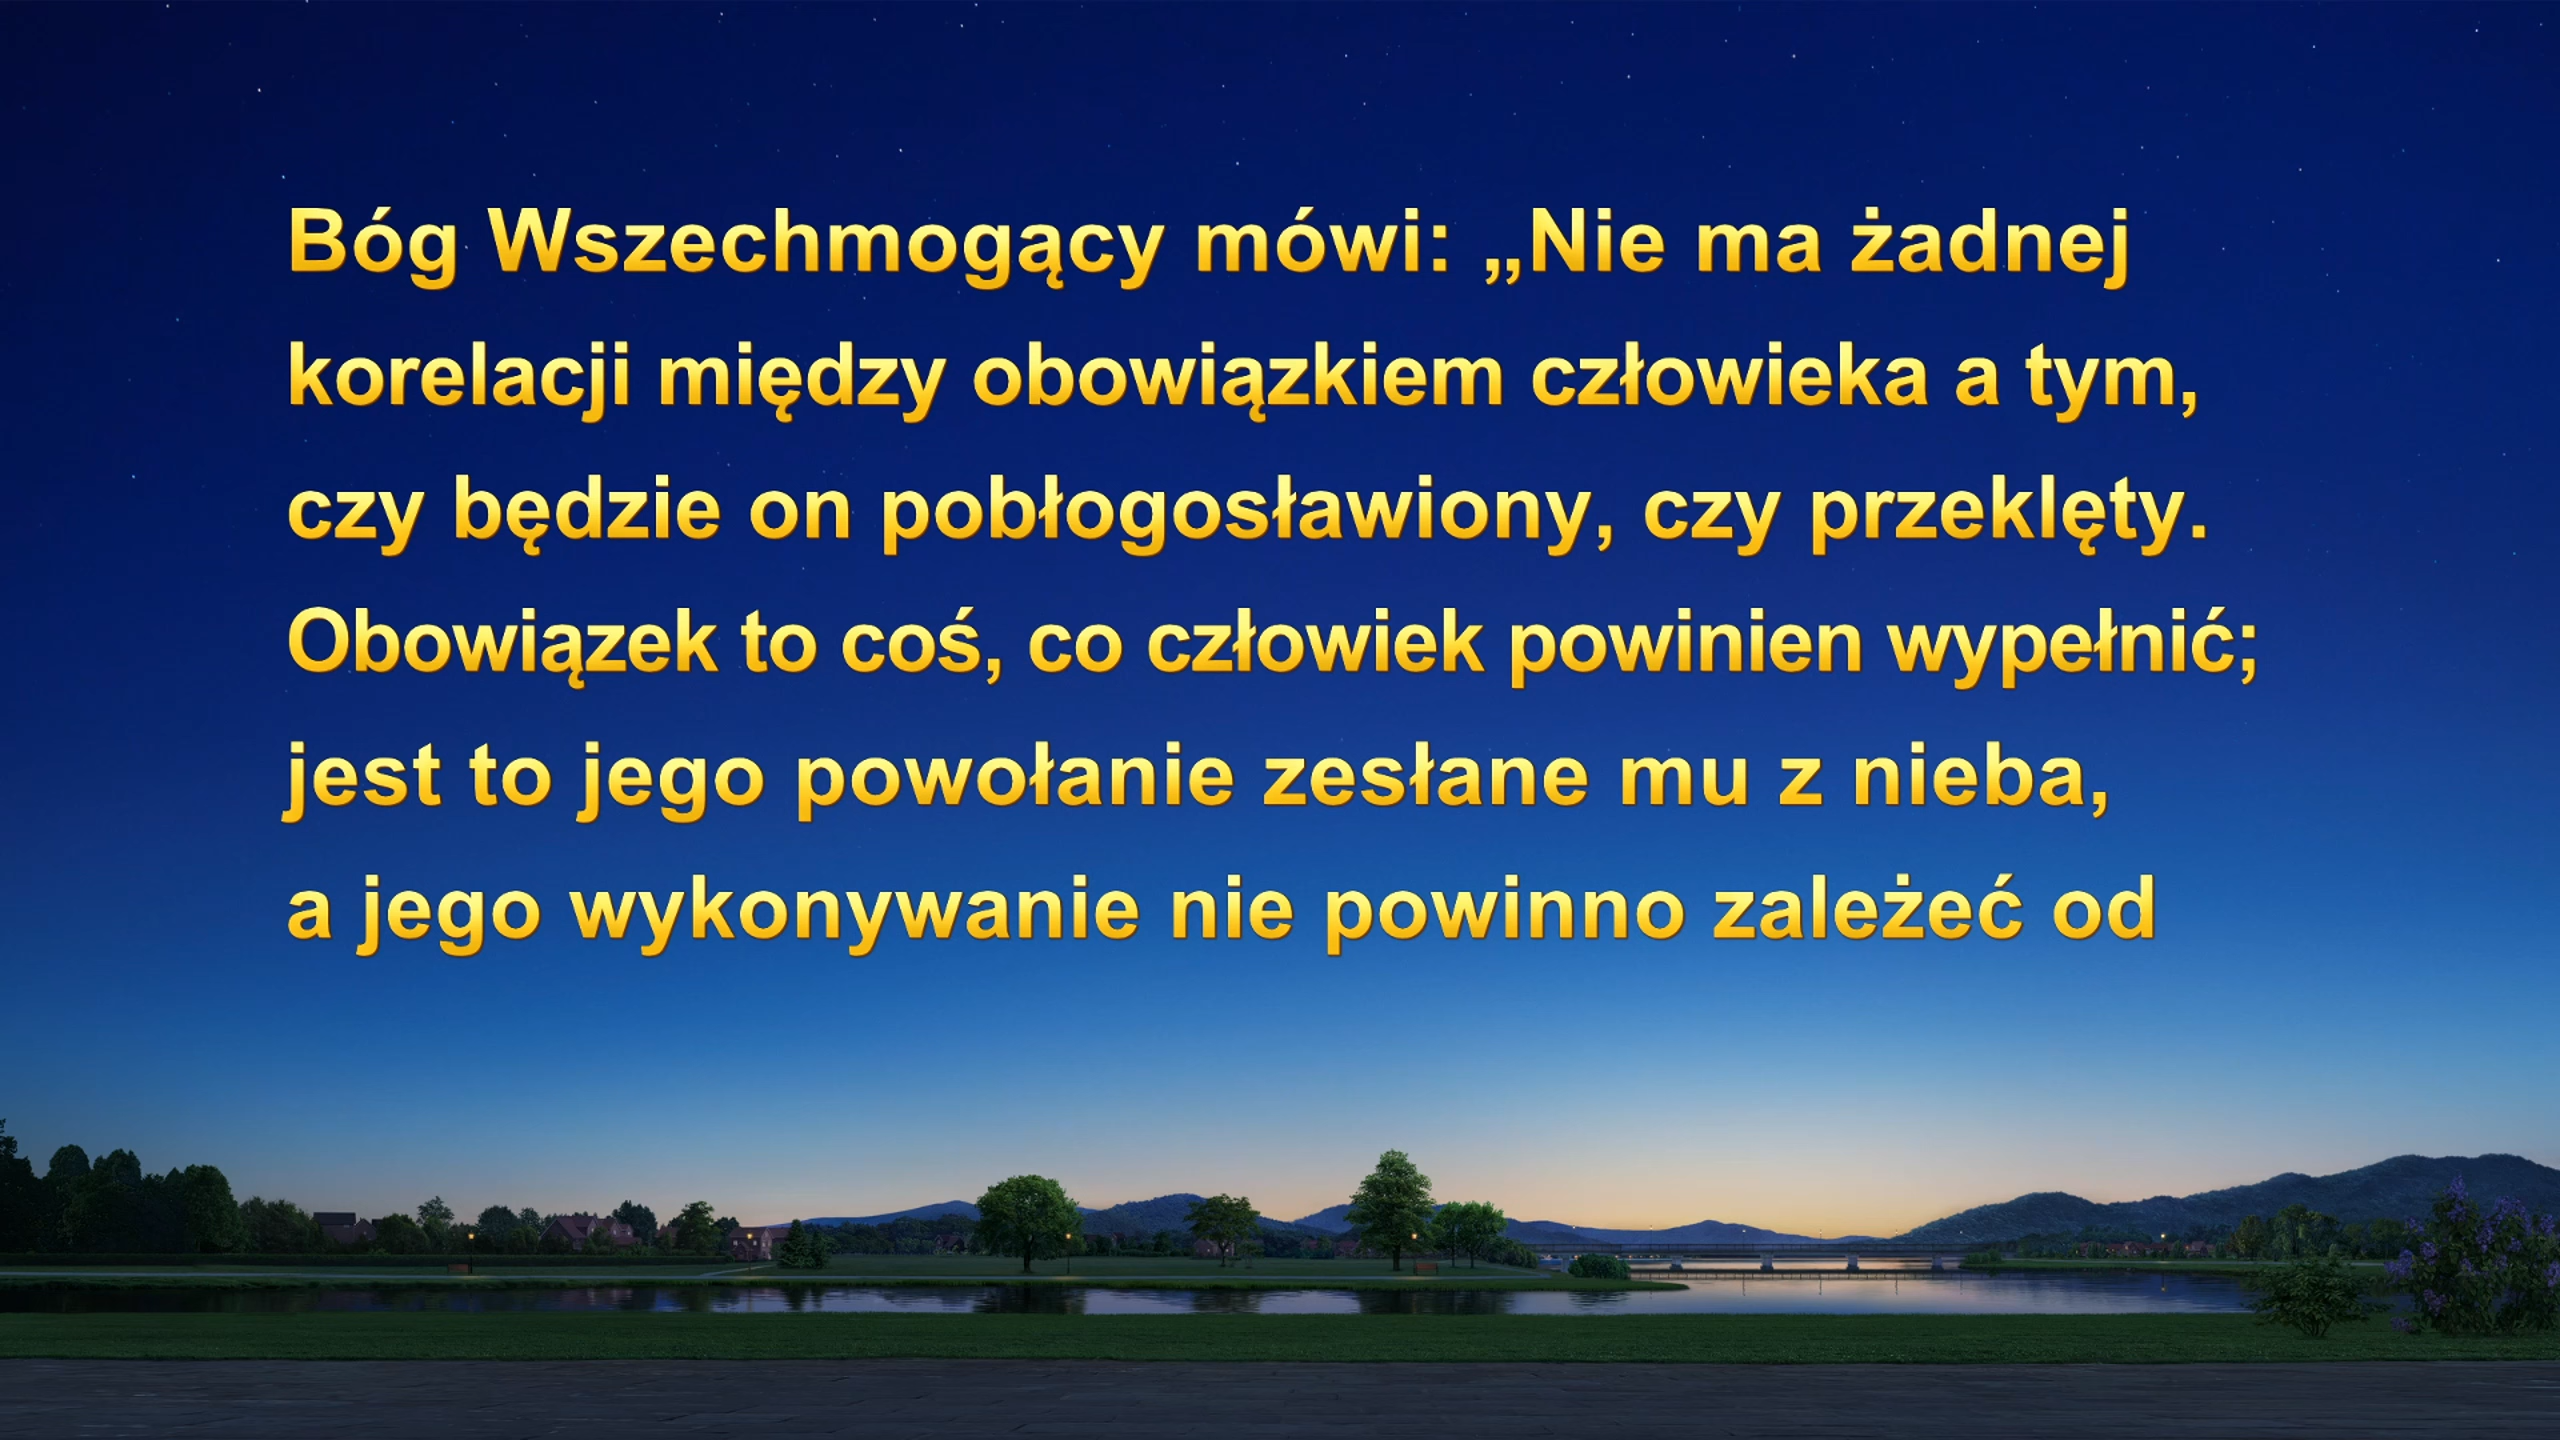 Bóg Wszechmogący mówi: „Nie ma żadnej
korelacji między obowiązkiem człowieka a tym,
czy będzie on pobłogosławiony, czy przeklęty.
Obowiązek to coś, co człowiek powinien wypełnić;
jest to jego powołanie zesłane mu z nieba,
a jego wykonywanie nie powinno zależeć od